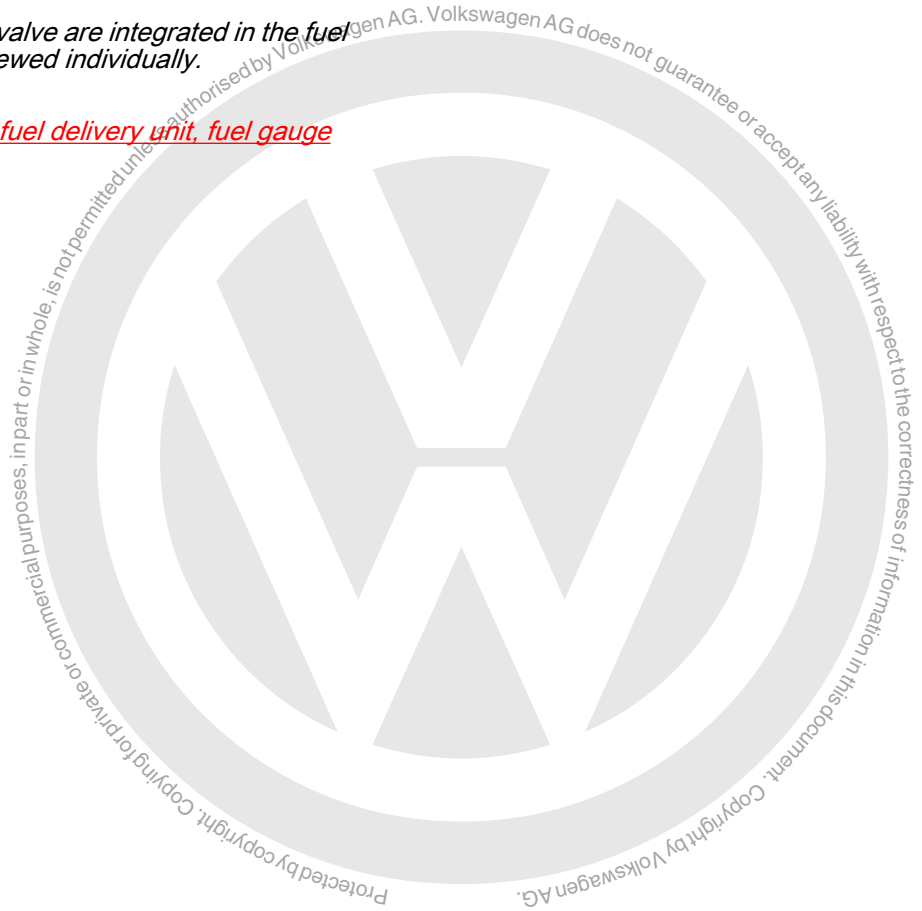 valve are integrated in the fuel
ewed individually.
fuel delivery unit, fuel gauge
Protected by copyright. Copying for private or commercial purposes, in part or in whole, is not permitted unless authorised by Volkswagen AG. Volkswagen AG does not guarantee or accept any liability with respect to the correctness of information in this document. Copyright by Volkswagen AG.